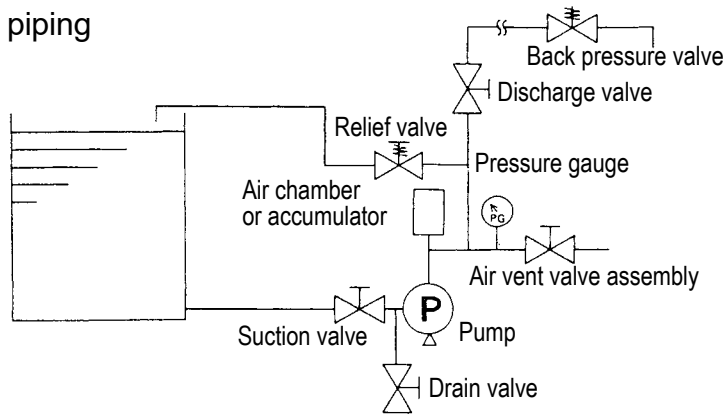 piping
Back pressure valve
Discharge valve
Relief valve
Pressure gauge
Air chamber
or accumulator
PG
Air vent valve assembly
P
Suction valve
Pump
Drain valve